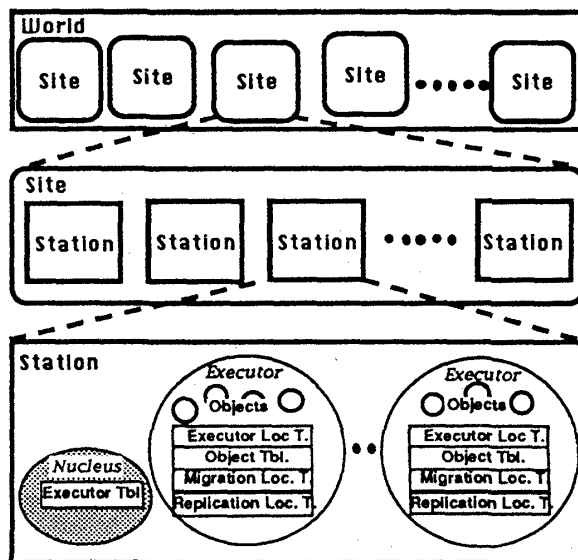 World
Site Site Site Site Site
Site
Station Station Station Station
Station
Executor Executor
Objects Objects
Executor Loc T. Executor Loc T.
Nucleus Object Tbl. Object Tbl.
Executor Tbl Migration Loc. T. Migration Loc. T
Replication Loc. T. Replication Loc. T.